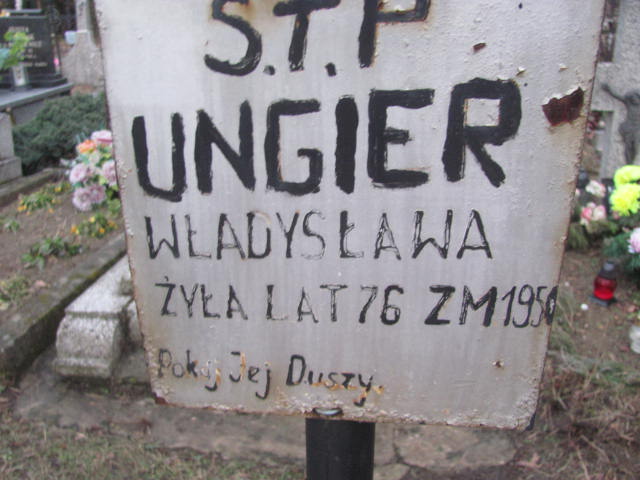 Ś.T.P
UNGIER
WŁADYSŁAWA
ŻYŁA LAT 76 ZM 1950
Pokój Jej Duszy.